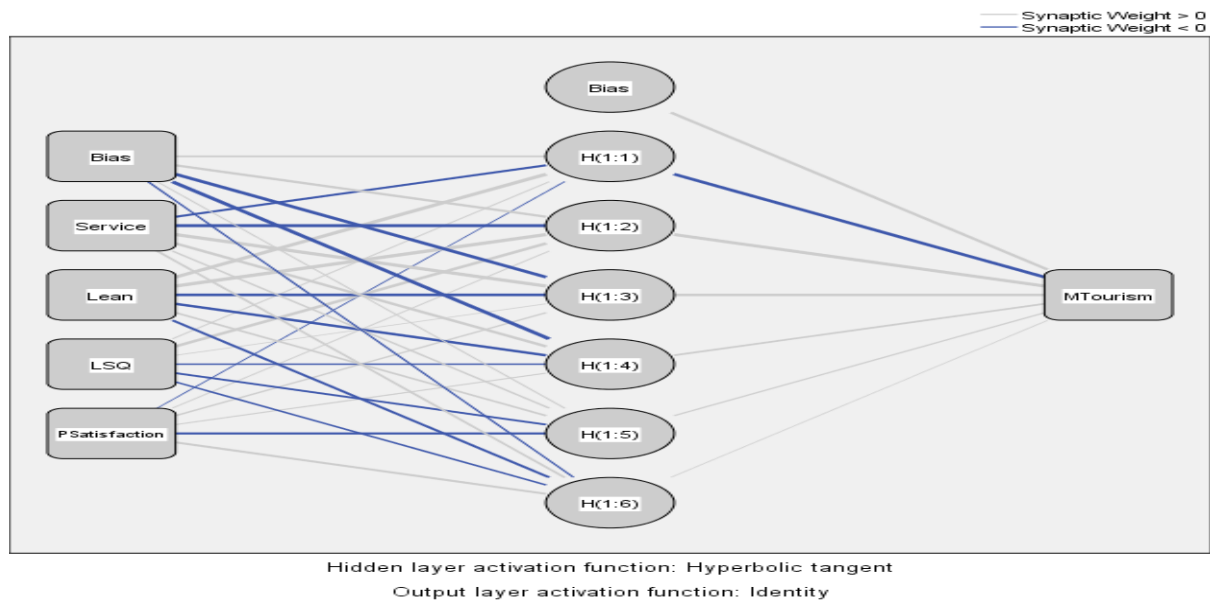 Synaptic Weight > 0
Synaptic Weight < 0
Bias
Bias
H(1:1)
Service
H(1:2)
Lean
H(1:3)
MTourism
LSQ
H(1:4)
PSatisfaction
H(1:5)
H(1:6)
Hidden layer activation function: Hyperbolic tangent
Output layer activation function: Identity